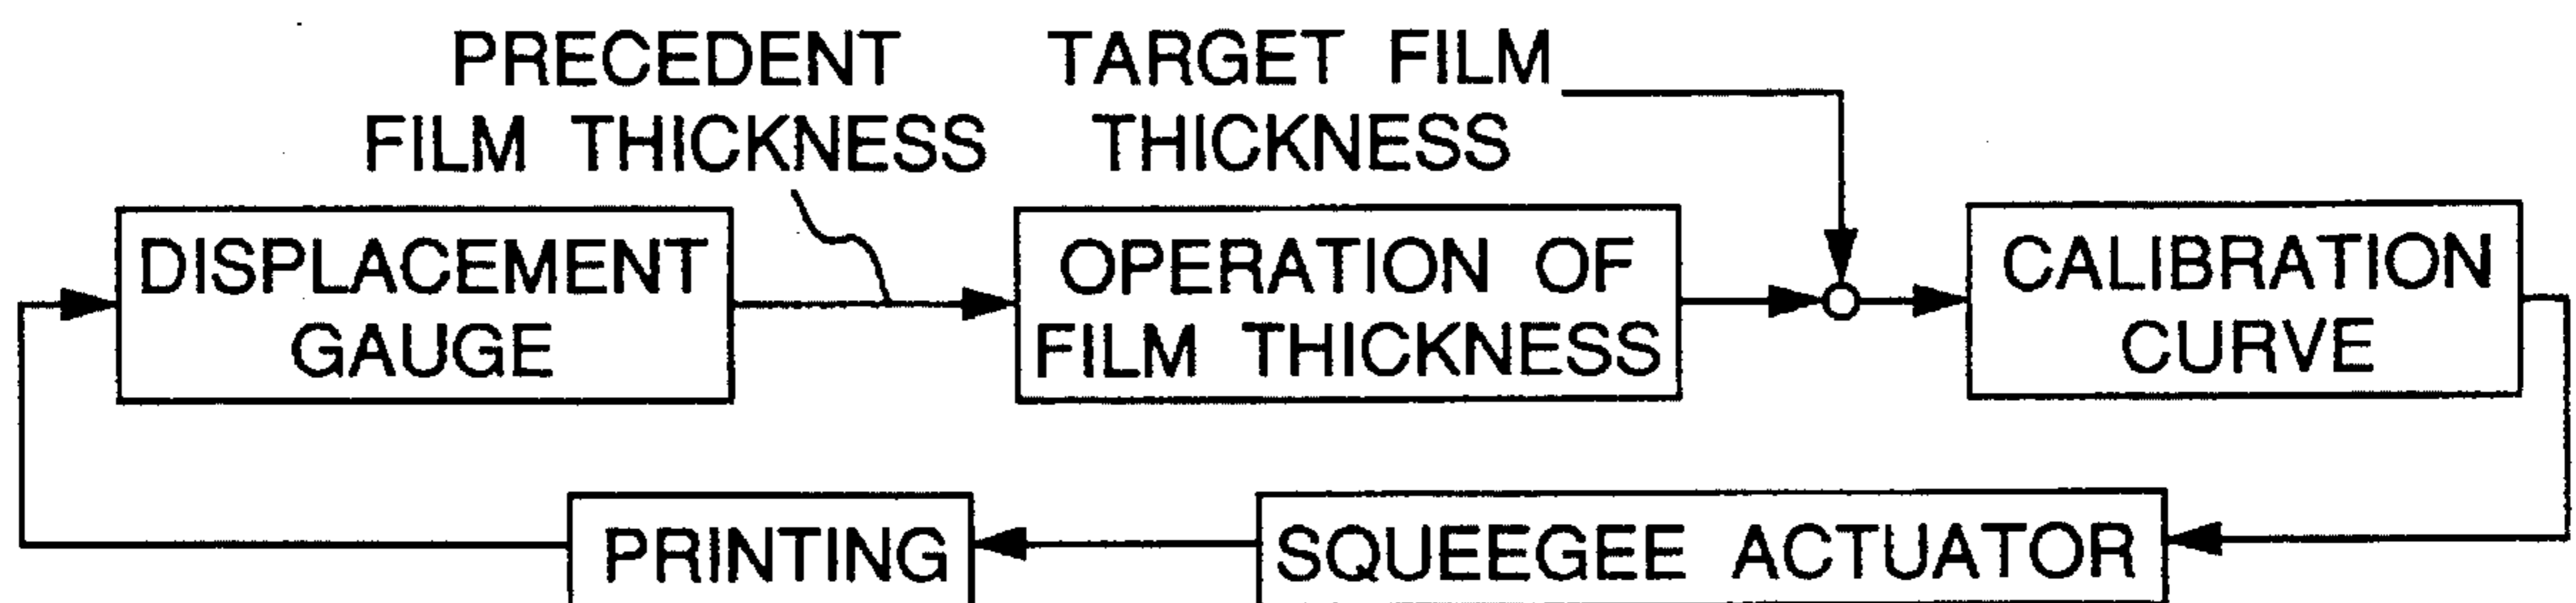 PRECEDENT
FILM THICKNESS
TARGET FILM
THICKNESS
DISPLACEMENT
GAUGE
OPERATION OF
FILM THICKNESS
CALIBRATION
CURVE
PRINTING
SQUEEGEE ACTUATOR